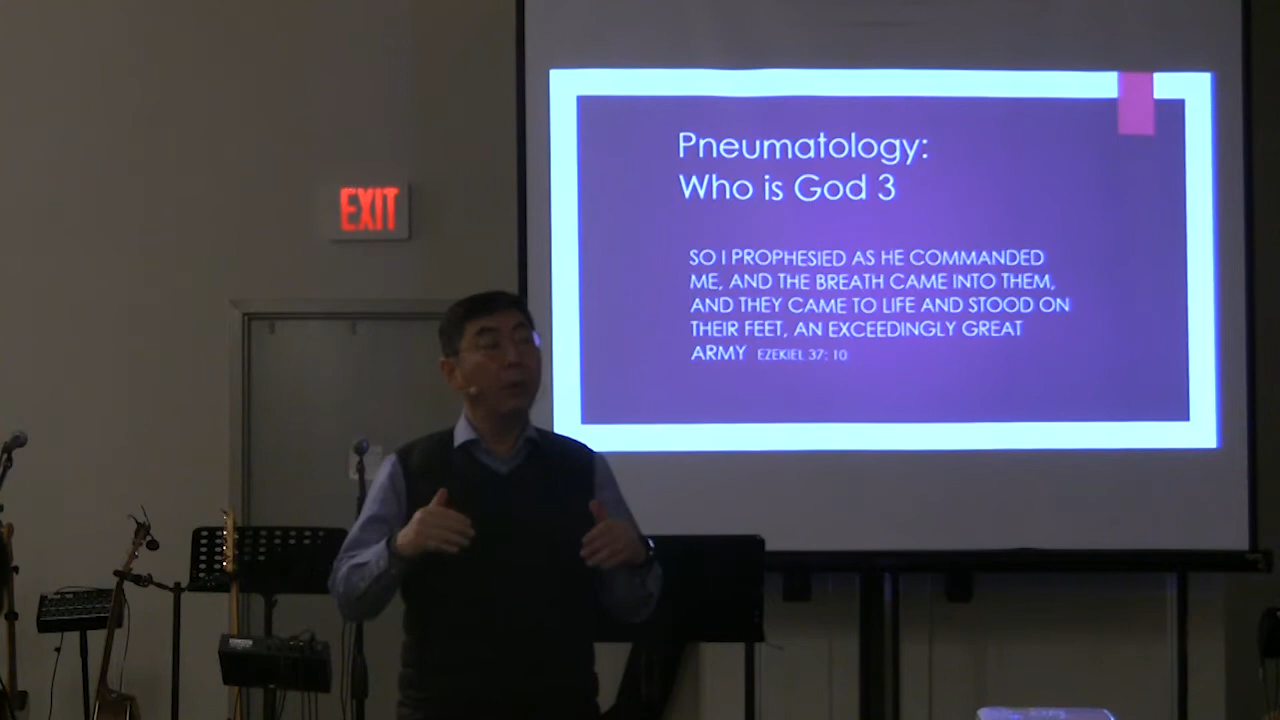 EXIT
Pneumatology:
Who is God 3
SO I PROPHESIED AS HE COMMANDED
ME, AND THE BREATH CAME INTO THEM,
AND THEY CAME TO LIFE AND STOOD ON
THEIR FEET, AN EXCEEDINGLY GREAT
ARMY EZEKIEL 37: 10